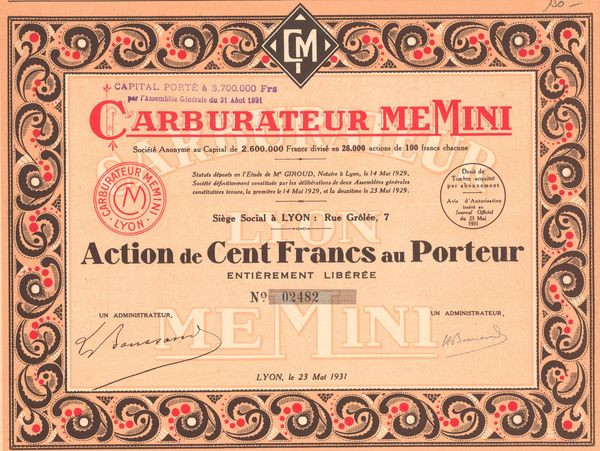 130 –
CMI
CAPITAL PORTÉ à 3.700.000 Frs
par l'Assemblée Générale du 31 Août 1931
CARBURATEUR MEMINI
Société Anonyme au Capital de 2.600.000 Francs divisé en 26.000 actions de 100 francs chacune
Statuts déposés en l'Etude de Me GIROUD, Notaire à Lyon, le 14 Mai 1929.
Société définitivement constituée par les délibérations de deux Assemblées générales
constitutives tenues, la première le 14 Mai 1929, et la deuxième le 23 Mai 1929.
CARBURATEUR MEMINI
CM
LYON
Droit de
Timbre acquitté
par abonnement
Avis d'Autorisation
inséré au
Journal Officiel
du 23 Mai
1931
Siège Social à LYON : Rue Grôlée, 7
Action de Cent Francs au Porteur
ENTIÈREMENT LIBÉRÉE
No 02482
UN ADMINISTRATEUR,
UN ADMINISTRATEUR,
LYON, le 23 Mai 1931
CARBURATEUR
LYON
MEMINI